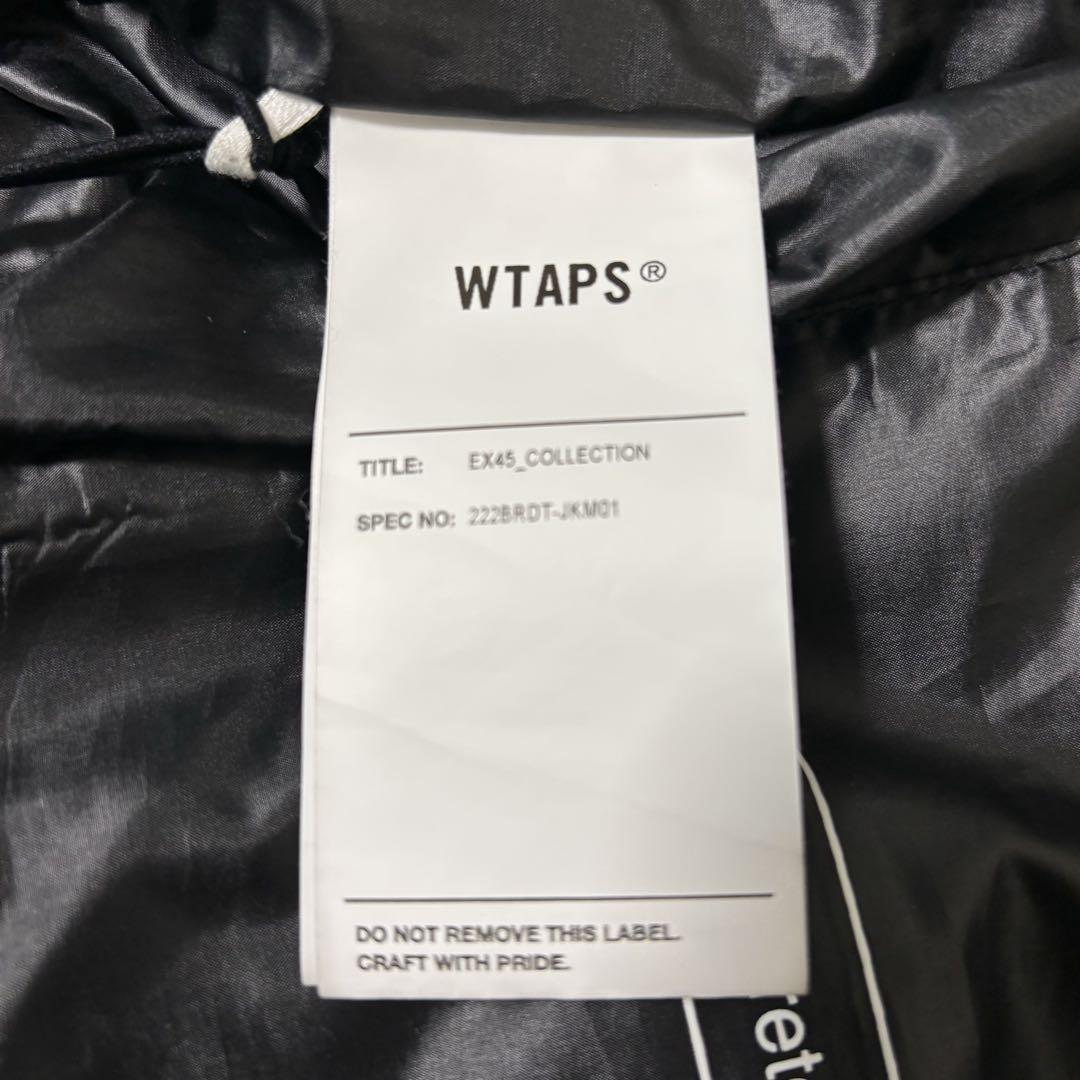 WTAPS®
TITLE: EX45_COLLECTION
SPEC NO: 222BRDT-JKM01
DO NOT REMOVE THIS LABEL.
CRAFT WITH PRIDE.